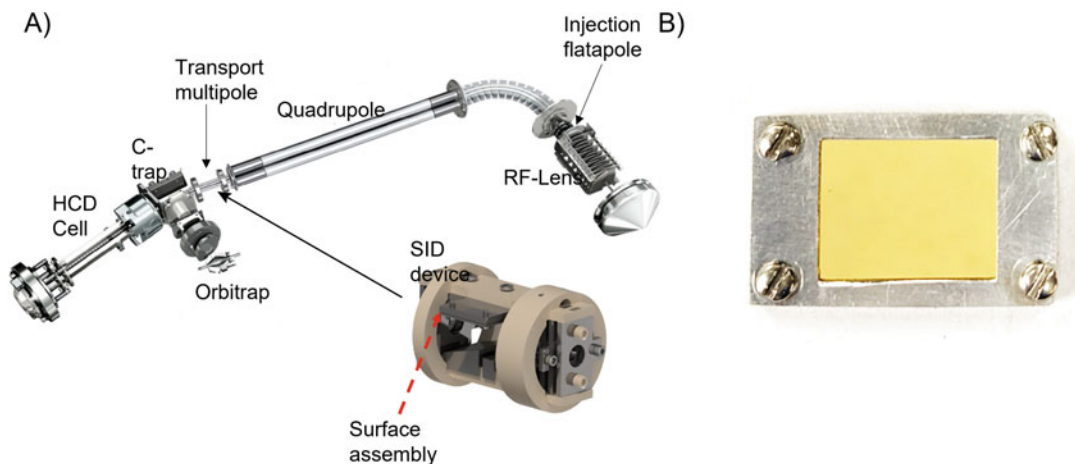 A)
B)
Injection
flatapole
Transport
multipole
Quadrupole
C-
trap
RF-Lens
HCD
Cell
SID
device
Orbitrap
Surface
assembly